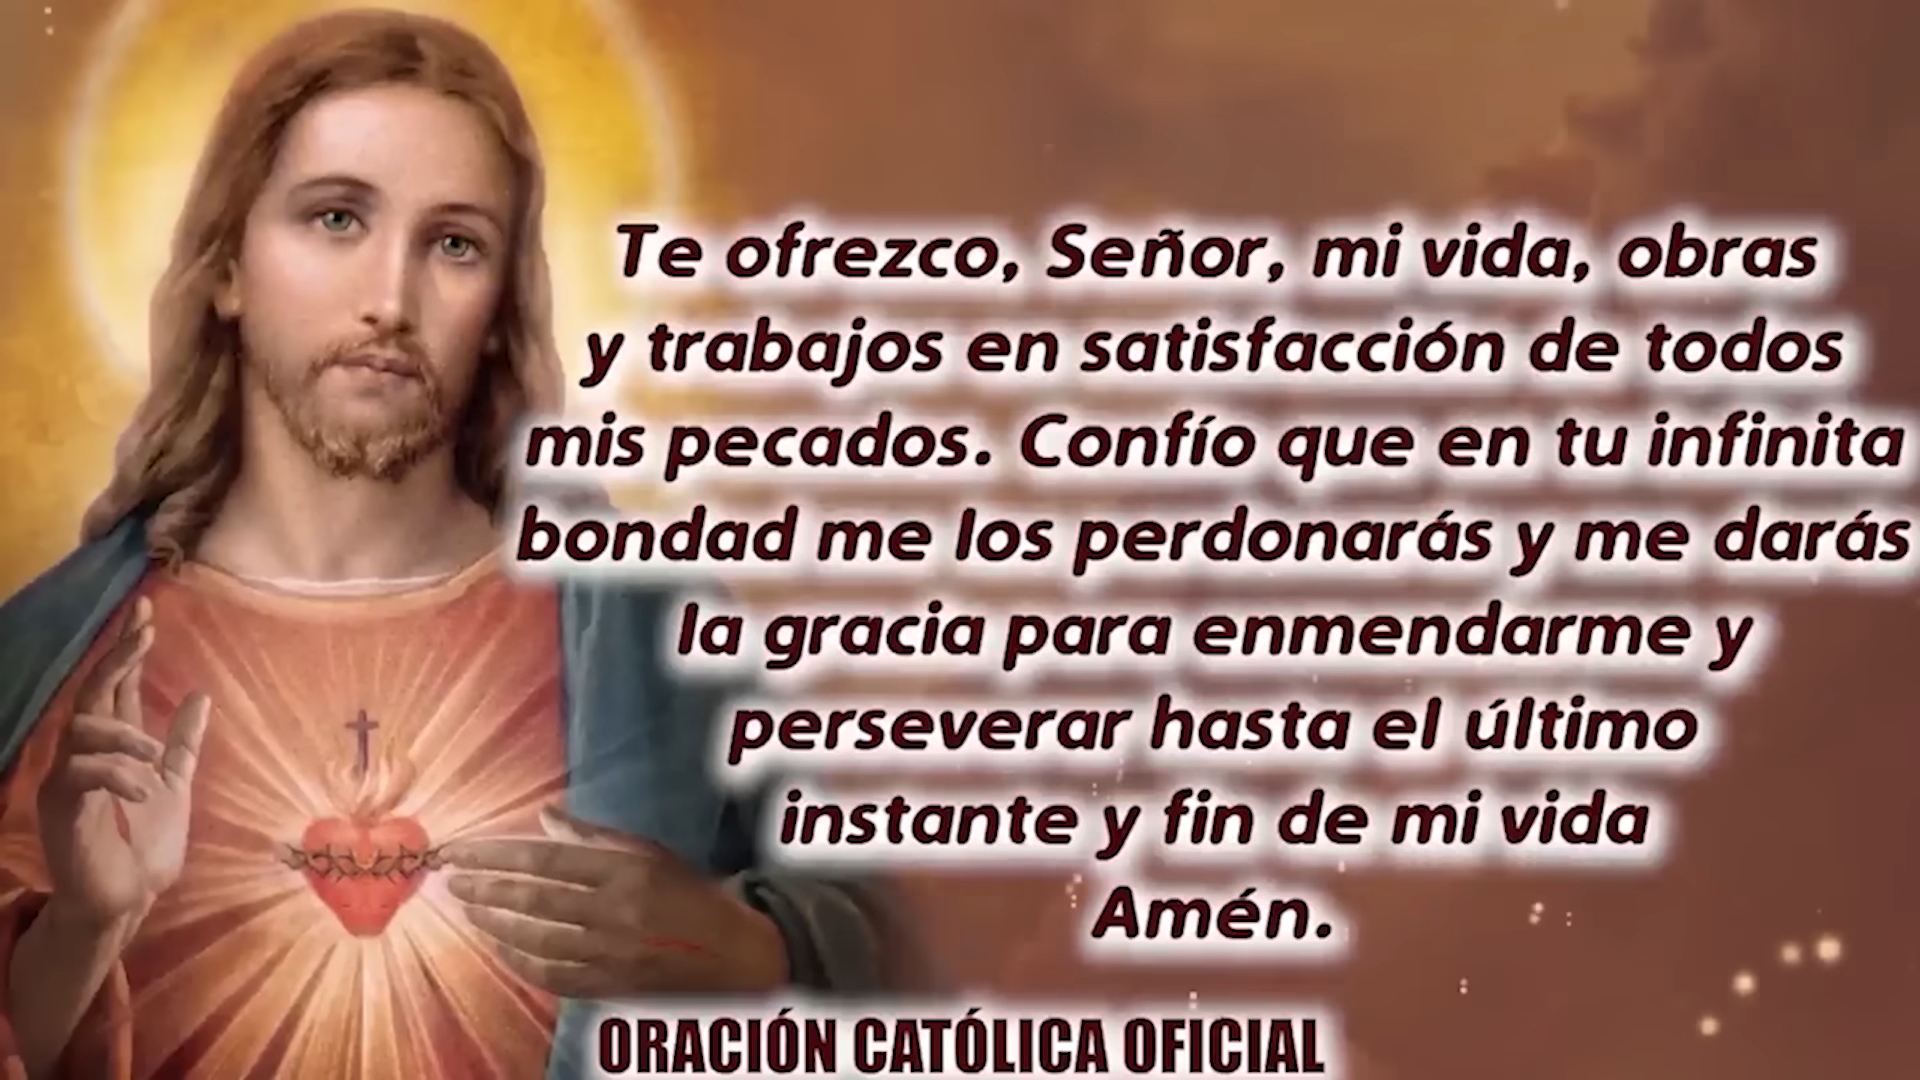 Te ofrezco, Señor, mi vida, obras
y trabajos en satisfacción de todos
mis pecados. Confío que en tu infinita
bondad me los perdonarás y me darás
la gracia para enmendarme y
perseverar hasta el último
instante y fin de mi vida
Amén.
ORACIÓN CATÓLICA OFICIAL